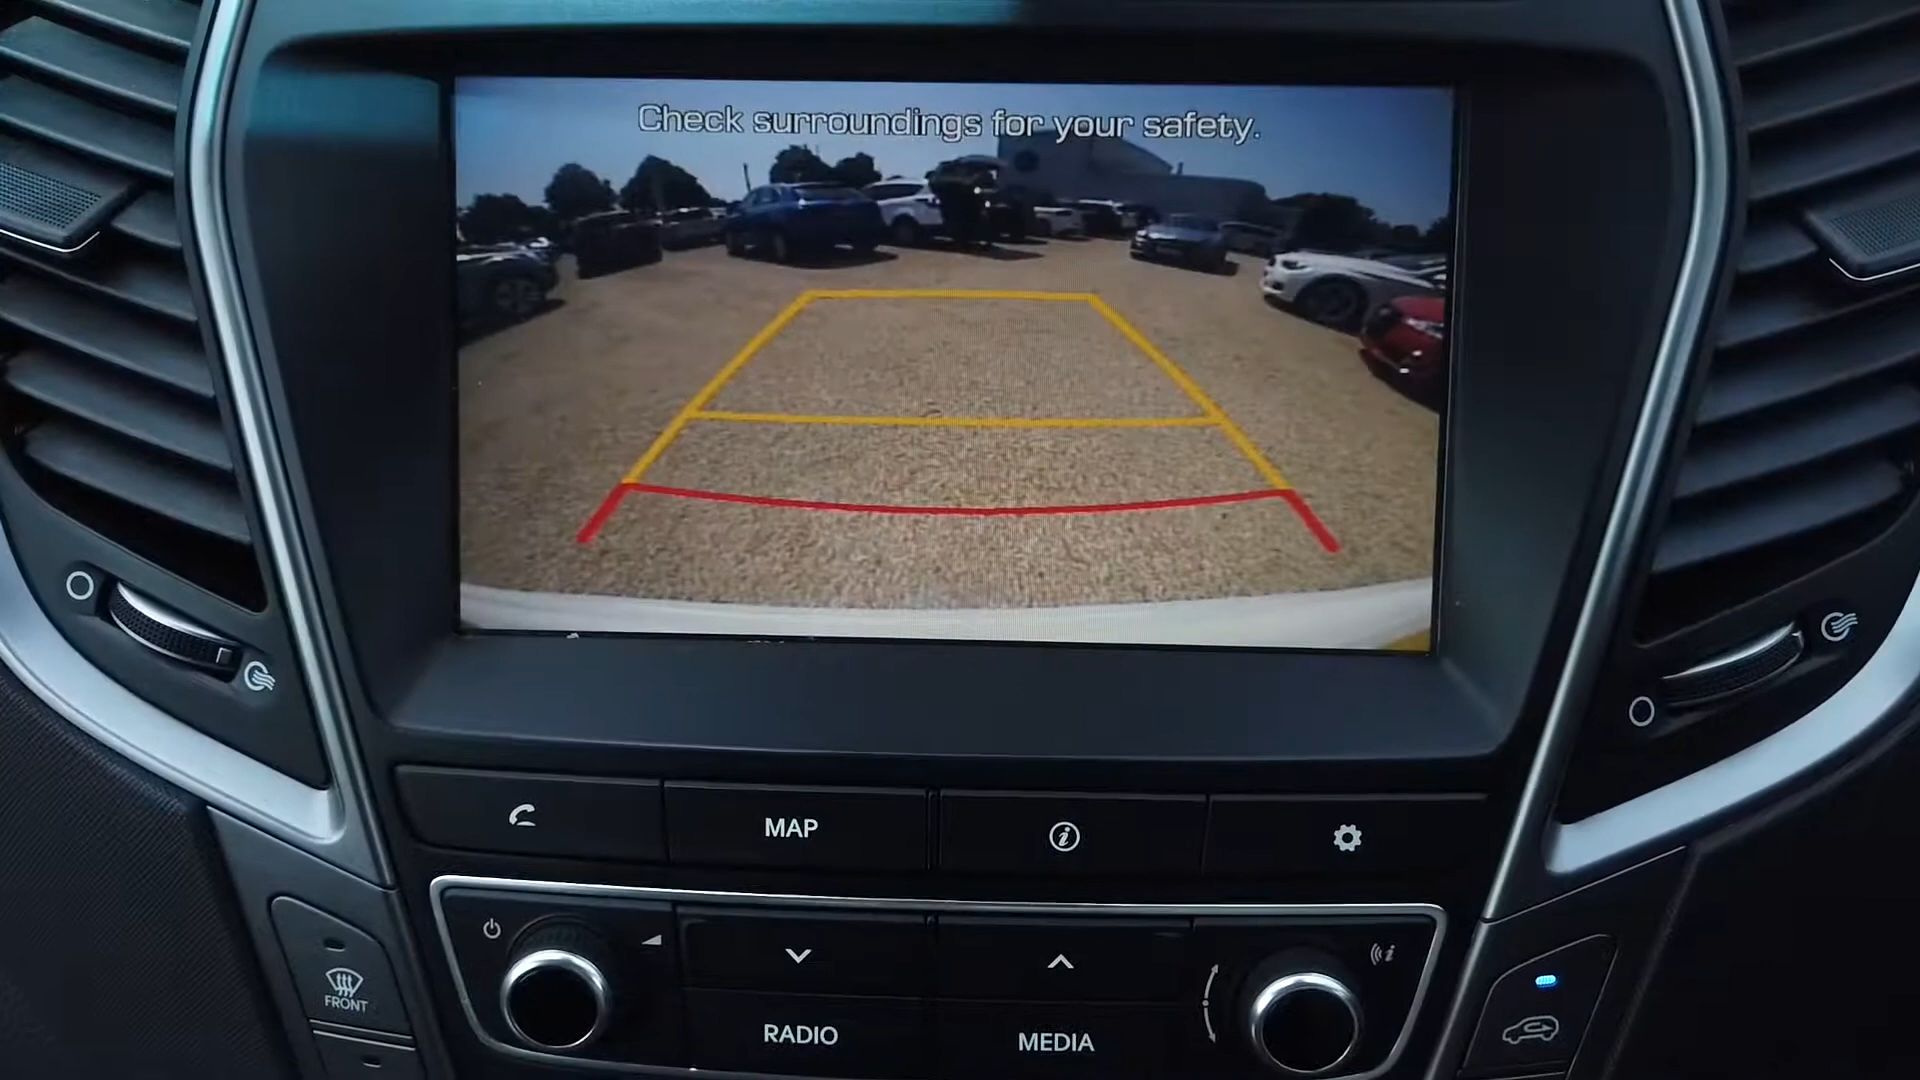 Check surroundings for your safety.
MAP
i
FRONT
i
RADIO
MEDIA